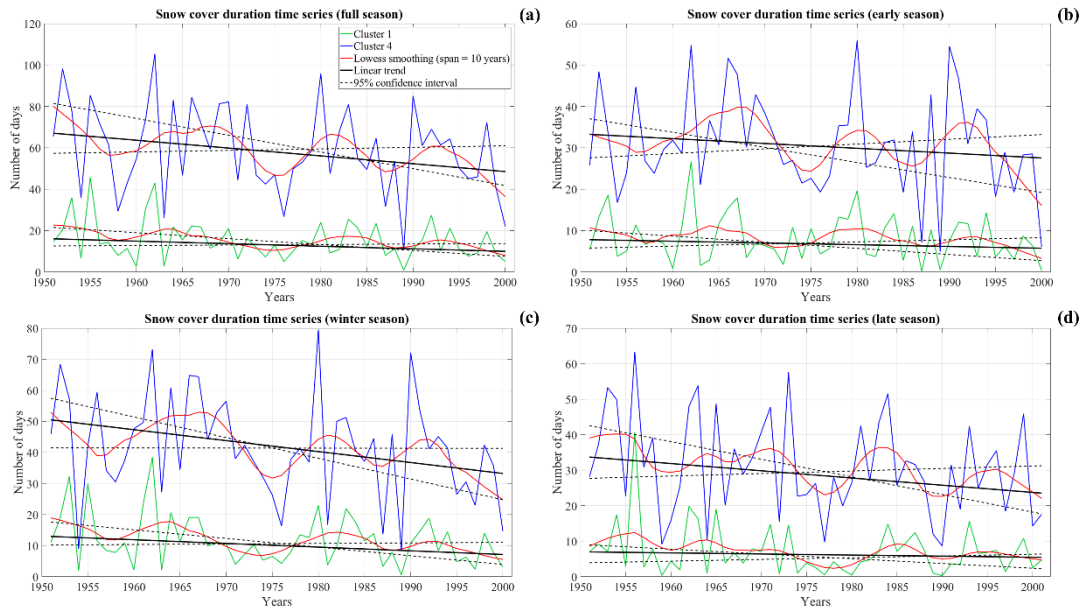 Snow cover duration time series (full season)
(a)
Number of days
120
100
80
60
40
20
0
Cluster 1
Cluster 4
Lowess smoothing (span = 10 years)
Linear trend
95% confidence interval
1950 1955 1960 1965 1970 1975 1980 1985 1990 1995 2000
Years
Snow cover duration time series (early season)
(b)
Number of days
60
50
40
30
20
10
0
1950 1955 1960 1965 1970 1975 1980 1985 1990 1995 2000
Years
Snow cover duration time series (winter season)
(c)
Number of days
80
70
60
50
40
30
20
10
0
1950 1955 1960 1965 1970 1975 1980 1985 1990 1995 2000
Years
Snow cover duration time series (late season)
(d)
Number of days
70
60
50
40
30
20
10
0
1950 1955 1960 1965 1970 1975 1980 1985 1990 1995 2000
Years